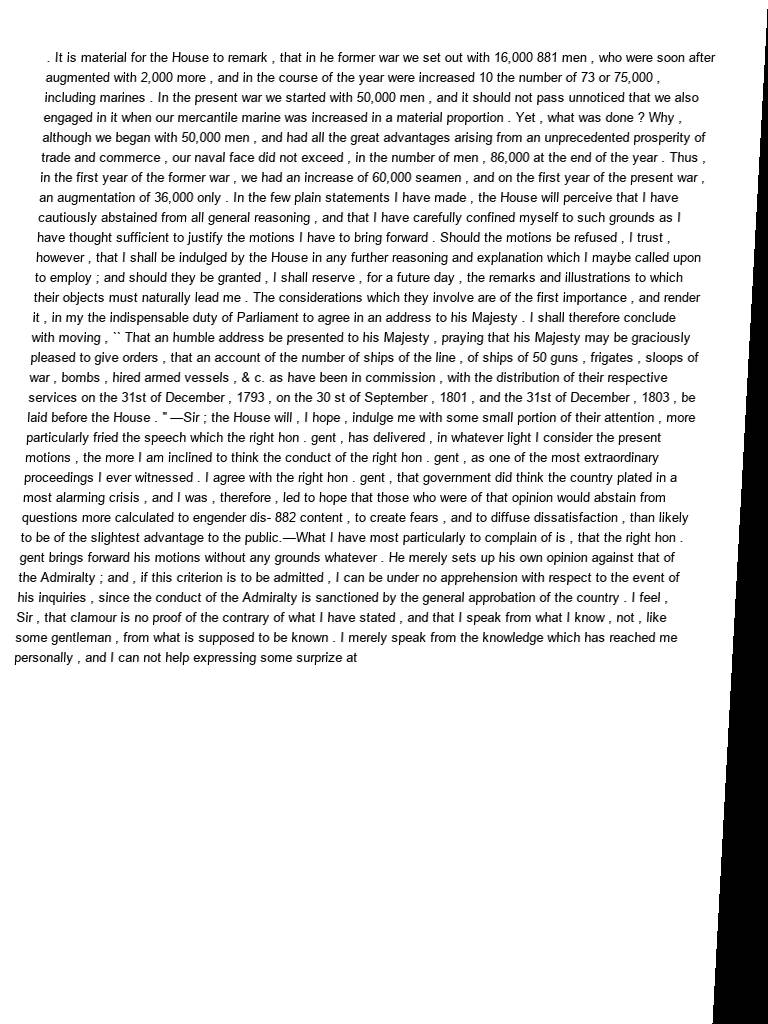 . It is material for the House to remark , that in he former war we set out with 16,000 881 men , who were soon after
augmented with 2,000 more , and in the course of the year were increased 10 the number of 73 or 75,000 ,
including marines . In the present war we started with 50,000 men , and it should not pass unnoticed that we also
engaged in it when our mercantile marine was increased in a material proportion . Yet , what was done ? Why ,
although we began with 50,000 men , and had all the great advantages arising from an unprecedented prosperity of
trade and commerce , our naval face did not exceed , in the number of men , 86,000 at the end of the year . Thus ,
in the first year of the former war , we had an increase of 60,000 seamen , and on the first year of the present war ,
an augmentation of 36,000 only . In the few plain statements I have made , the House will perceive that I have
cautiously abstained from all general reasoning , and that I have carefully confined myself to such grounds as I
have thought sufficient to justify the motions I have to bring forward . Should the motions be refused , I trust ,
however , that I shall be indulged by the House in any further reasoning and explanation which I maybe called upon
to employ ; and should they be granted , I shall reserve , for a future day , the remarks and illustrations to which
their objects must naturally lead me . The considerations which they involve are of the first importance , and render
it , in my the indispensable duty of Parliament to agree in an address to his Majesty . I shall therefore conclude
with moving , `` That an humble address be presented to his Majesty , praying that his Majesty may be graciously
pleased to give orders , that an account of the number of ships of the line , of ships of 50 guns , frigates , sloops of
war , bombs , hired armed vessels , & c. as have been in commission , with the distribution of their respective
services on the 31st of December , 1793 , on the 30 st of September , 1801 , and the 31st of December , 1803 , be
laid before the House . " —Sir ; the House will , I hope , indulge me with some small portion of their attention , more
particularly fried the speech which the right hon . gent , has delivered , in whatever light I consider the present
motions , the more I am inclined to think the conduct of the right hon . gent , as one of the most extraordinary
proceedings I ever witnessed . I agree with the right hon . gent , that government did think the country plated in a
most alarming crisis , and I was , therefore , led to hope that those who were of that opinion would abstain from
questions more calculated to engender dis- 882 content , to create fears , and to diffuse dissatisfaction , than likely
to be of the slightest advantage to the public.—What I have most particularly to complain of is , that the right hon .
gent brings forward his motions without any grounds whatever . He merely sets up his own opinion against that of
the Admiralty ; and , if this criterion is to be admitted , I can be under no apprehension with respect to the event of
his inquiries , since the conduct of the Admiralty is sanctioned by the general approbation of the country . I feel ,
Sir , that clamour is no proof of the contrary of what I have stated , and that I speak from what I know , not , like
some gentleman , from what is supposed to be known . I merely speak from the knowledge which has reached me
personally , and I can not help expressing some surprize at